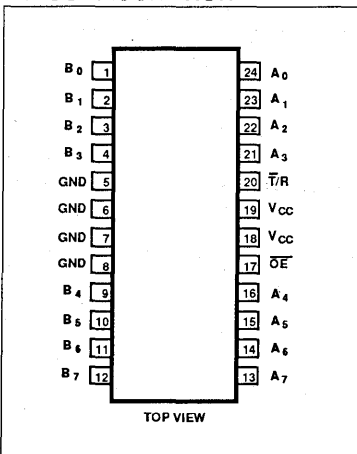 B0 1 24 A0
B1 2 23 A1
B2 3 22 A2
B3 4 21 A3
GND 5 20 T̅/R
GND 6 19 VCC
GND 7 18 VCC
GND 8 17 O̅E̅
B4 9 16 A4
B5 10 15 A5
B6 11 14 A6
B7 12 13 A7
TOP VIEW